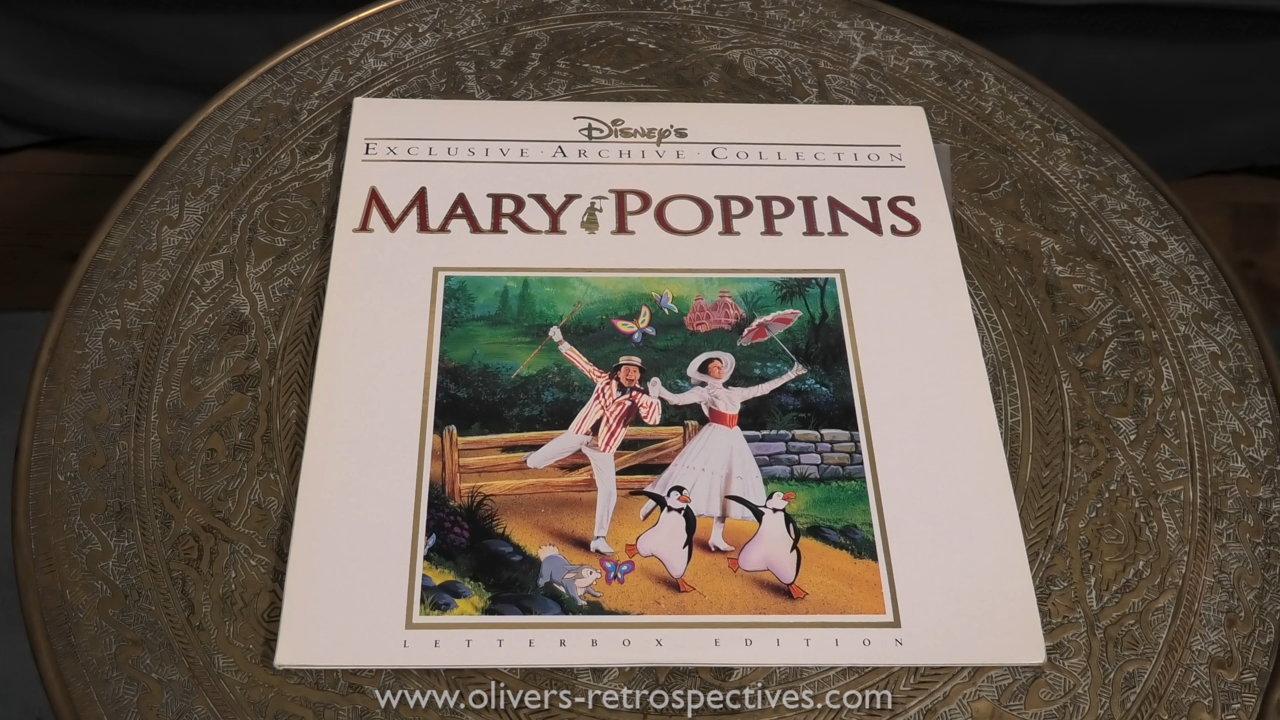 Disney's
EXCLUSIVE · ARCHIVE · COLLECTION
MARY POPPINS
LETTERBOX EDITION
www.olivers-retrospectives.com